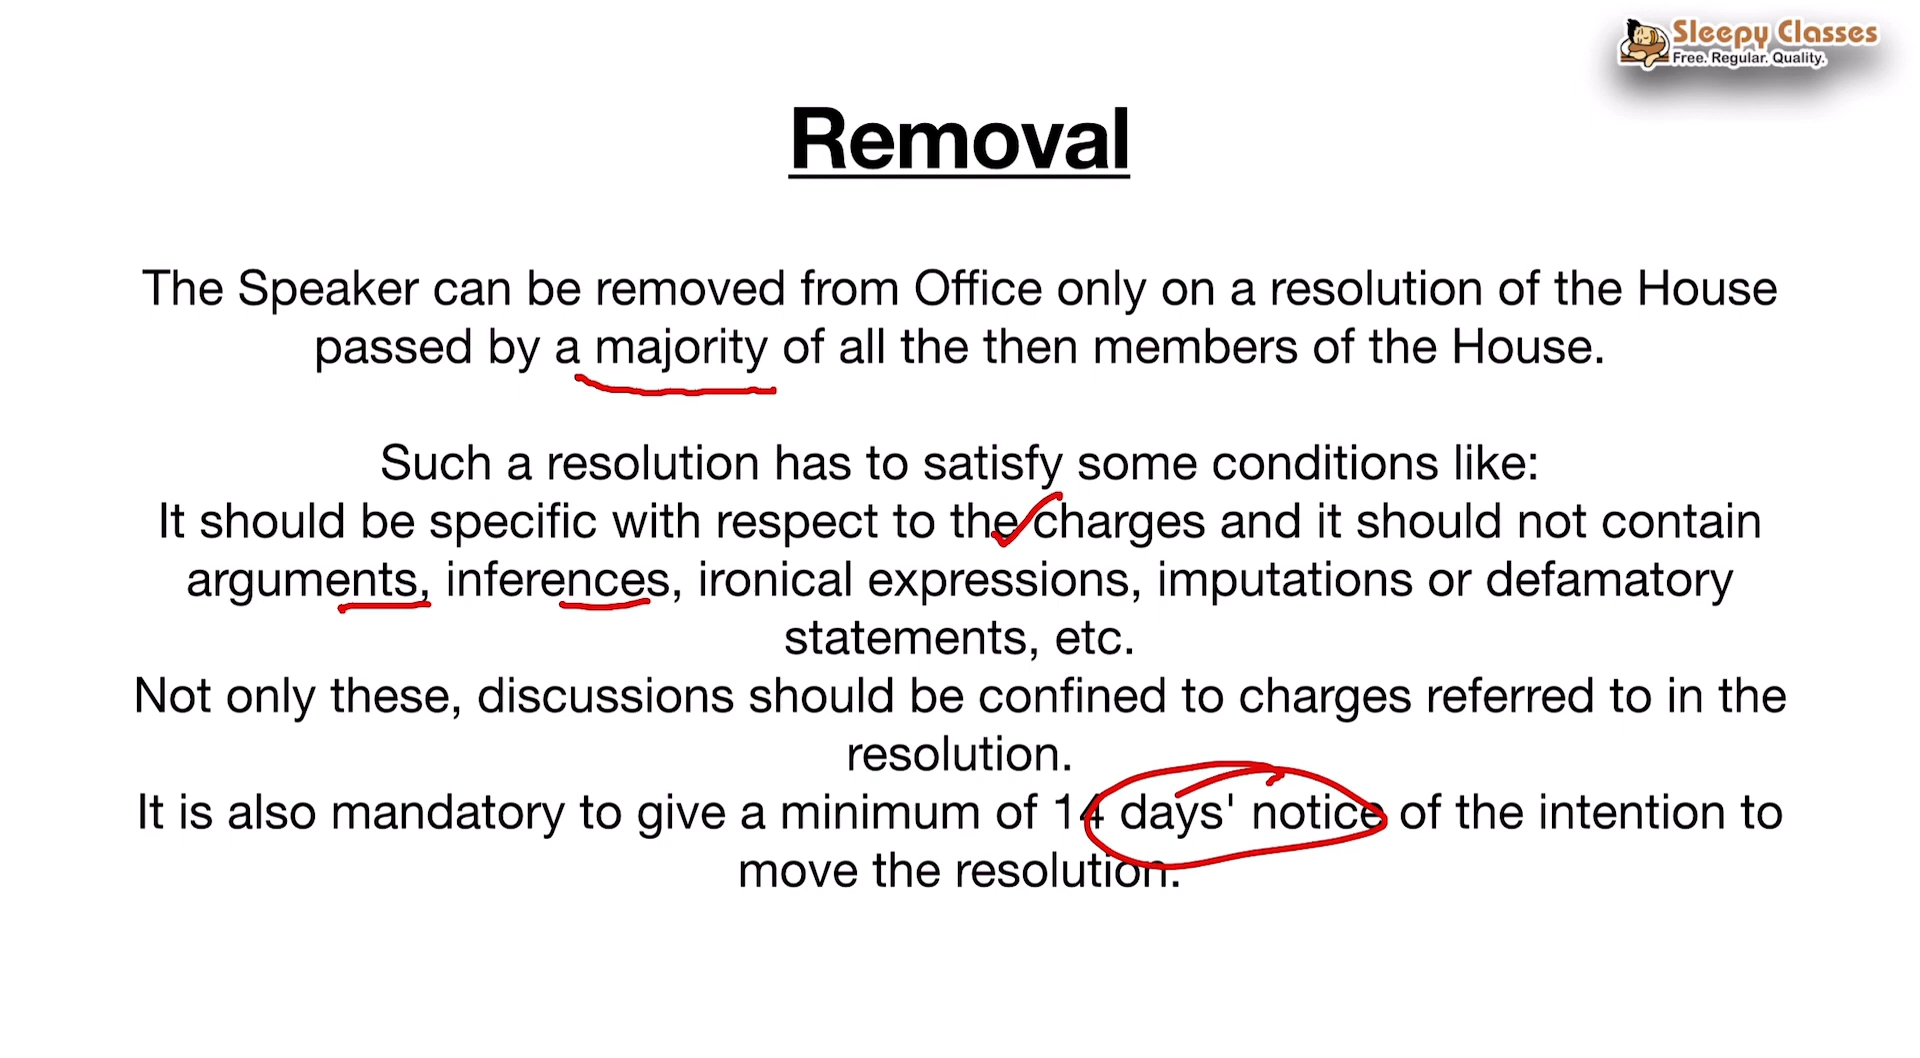 Sleepy Classes
Free. Regular. Quality.
Removal
The Speaker can be removed from Office only on a resolution of the House
passed by a majority of all the then members of the House.
Such a resolution has to satisfy some conditions like:
It should be specific with respect to the charges and it should not contain
arguments, inferences, ironical expressions, imputations or defamatory
statements, etc.
Not only these, discussions should be confined to charges referred to in the
resolution.
It is also mandatory to give a minimum of 14 days' notice of the intention to
move the resolution.